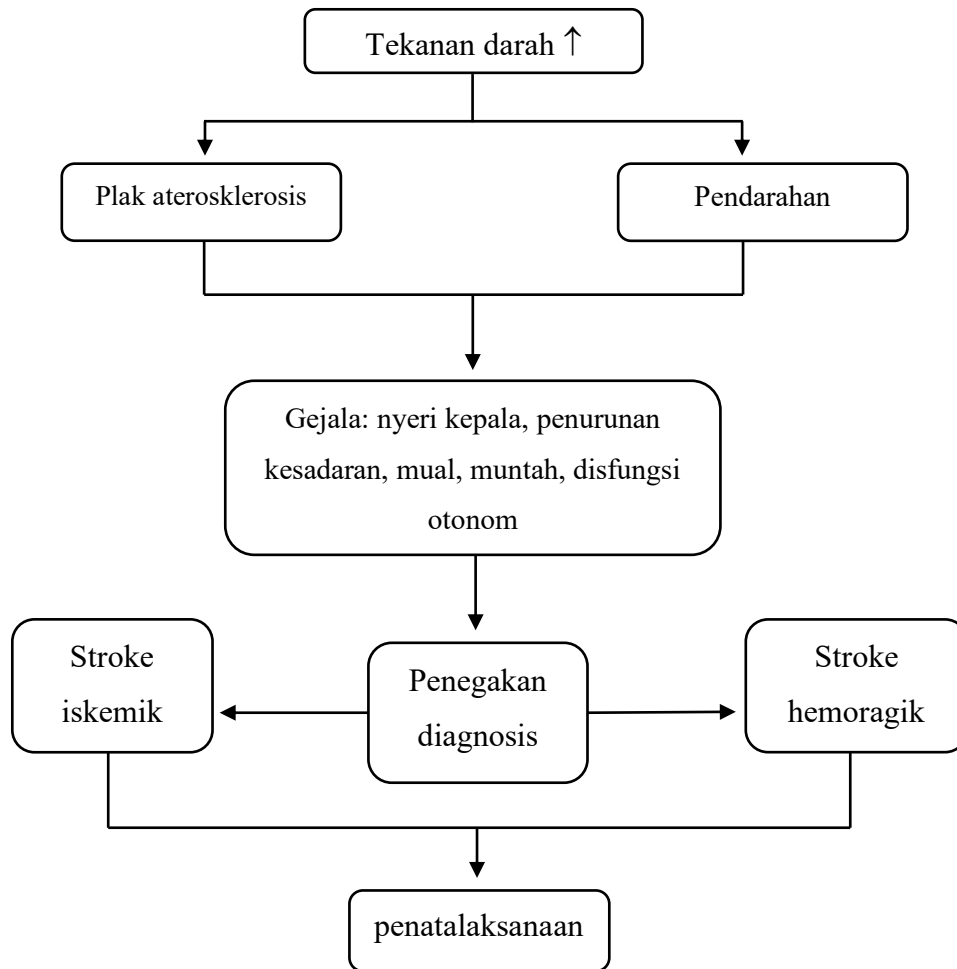 Tekanan darah ↑
Plak aterosklerosis
Pendarahan
Gejala: nyeri kepala, penurunan
kesadaran, mual, muntah, disfungsi
otonom
Stroke
iskemik
Penegakan
diagnosis
Stroke
hemoragik
penatalaksanaan